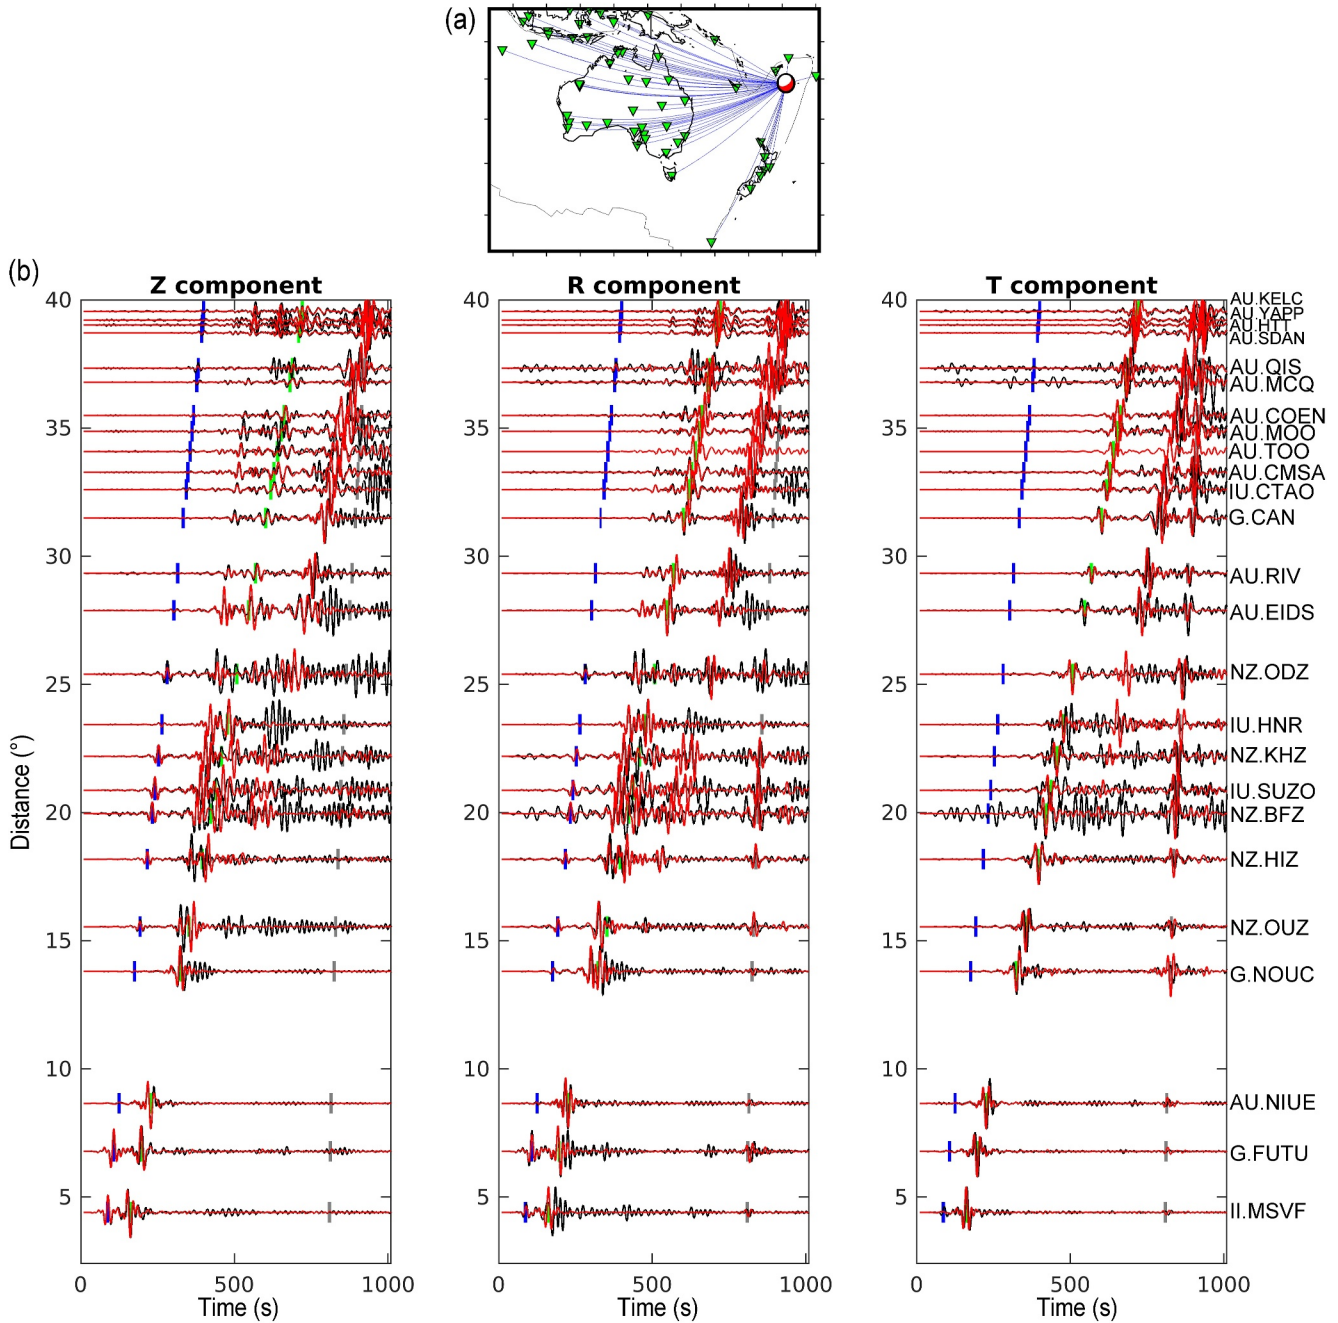 (a)
(b)
Z component
R component
T component
40
35
30
25
20
15
10
5
Distance (°)
0
500
1000
Time (s)
40
35
30
25
20
15
10
5
0
500
1000
Time (s)
40
35
30
25
20
15
10
5
0
500
1000
Time (s)
AU.KELC
AU.YAPP
AU.HTT
AU.SDAN
AU.QIS
AU.MCQ
AU.COEN
AU.MOO
AU.TOO
AU.CMSA
IU.CTAO
G.CAN
AU.RIV
AU.EIDS
NZ.ODZ
IU.HNR
NZ.KHZ
IU.SUZO
NZ.BFZ
NZ.HIZ
NZ.OUZ
G.NOUC
AU.NIUE
G.FUTU
II.MSVF